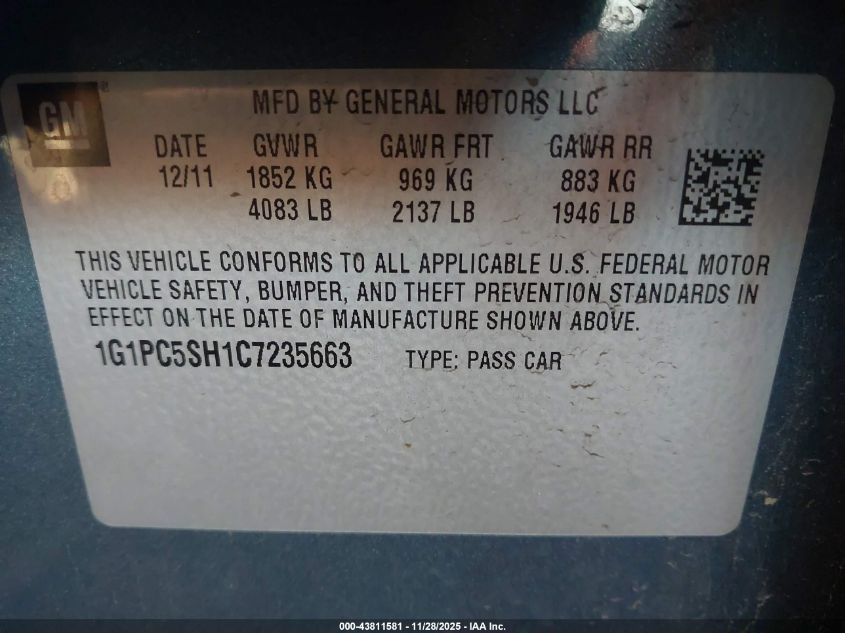 GM
MFD BY GENERAL MOTORS LLC
DATE GVWR GAWR FRT GAWR RR
12/11 1852 KG 969 KG 883 KG
4083 LB 2137 LB 1946 LB
THIS VEHICLE CONFORMS TO ALL APPLICABLE U.S. FEDERAL MOTOR
VEHICLE SAFETY, BUMPER, AND THEFT PREVENTION STANDARDS IN
EFFECT ON THE DATE OF MANUFACTURE SHOWN ABOVE.
1G1PC5SH1C7235663 TYPE: PASS CAR
000-43811581 - 11/28/2025 - IAA Inc.